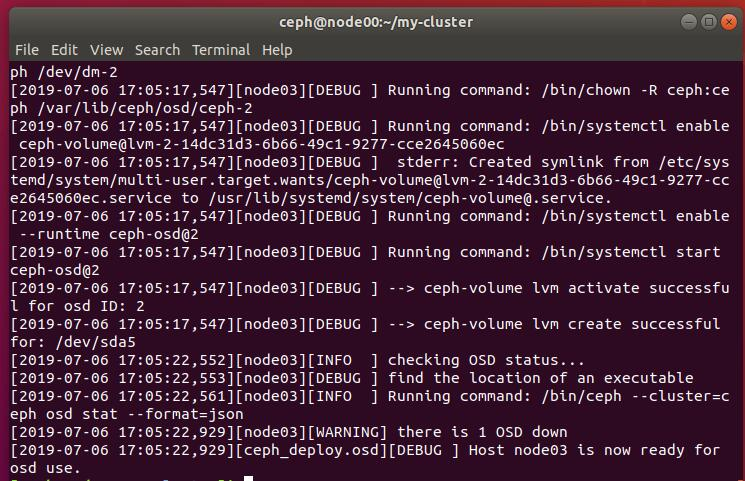 ceph@node00:~/my-cluster
File Edit View Search Terminal Help
ph /dev/dm-2
[2019-07-06 17:05:17,547][node03][DEBUG ] Running command: /bin/chown -R ceph:ce
ph /var/lib/ceph/osd/ceph-2
[2019-07-06 17:05:17,547][node03][DEBUG ] Running command: /bin/systemctl enable
 ceph-volume@lvm-2-14dc31d3-6b66-49c1-9277-cce2645060ec
[2019-07-06 17:05:17,547][node03][DEBUG ]  stderr: Created symlink from /etc/sys
temd/system/multi-user.target.wants/ceph-volume@lvm-2-14dc31d3-6b66-49c1-9277-cc
e2645060ec.service to /usr/lib/systemd/system/ceph-volume@.service.
[2019-07-06 17:05:17,547][node03][DEBUG ] Running command: /bin/systemctl enable
 --runtime ceph-osd@2
[2019-07-06 17:05:17,547][node03][DEBUG ] Running command: /bin/systemctl start
ceph-osd@2
[2019-07-06 17:05:17,547][node03][DEBUG ] --> ceph-volume lvm activate successfu
l for osd ID: 2
[2019-07-06 17:05:17,547][node03][DEBUG ] --> ceph-volume lvm create successful
for: /dev/sda5
[2019-07-06 17:05:22,552][node03][INFO  ] checking OSD status...
[2019-07-06 17:05:22,553][node03][DEBUG ] find the location of an executable
[2019-07-06 17:05:22,561][node03][INFO  ] Running command: /bin/ceph --cluster=c
eph osd stat --format=json
[2019-07-06 17:05:22,929][node03][WARNING] there is 1 OSD down
[2019-07-06 17:05:22,929][ceph_deploy.osd][DEBUG ] Host node03 is now ready for
osd use.